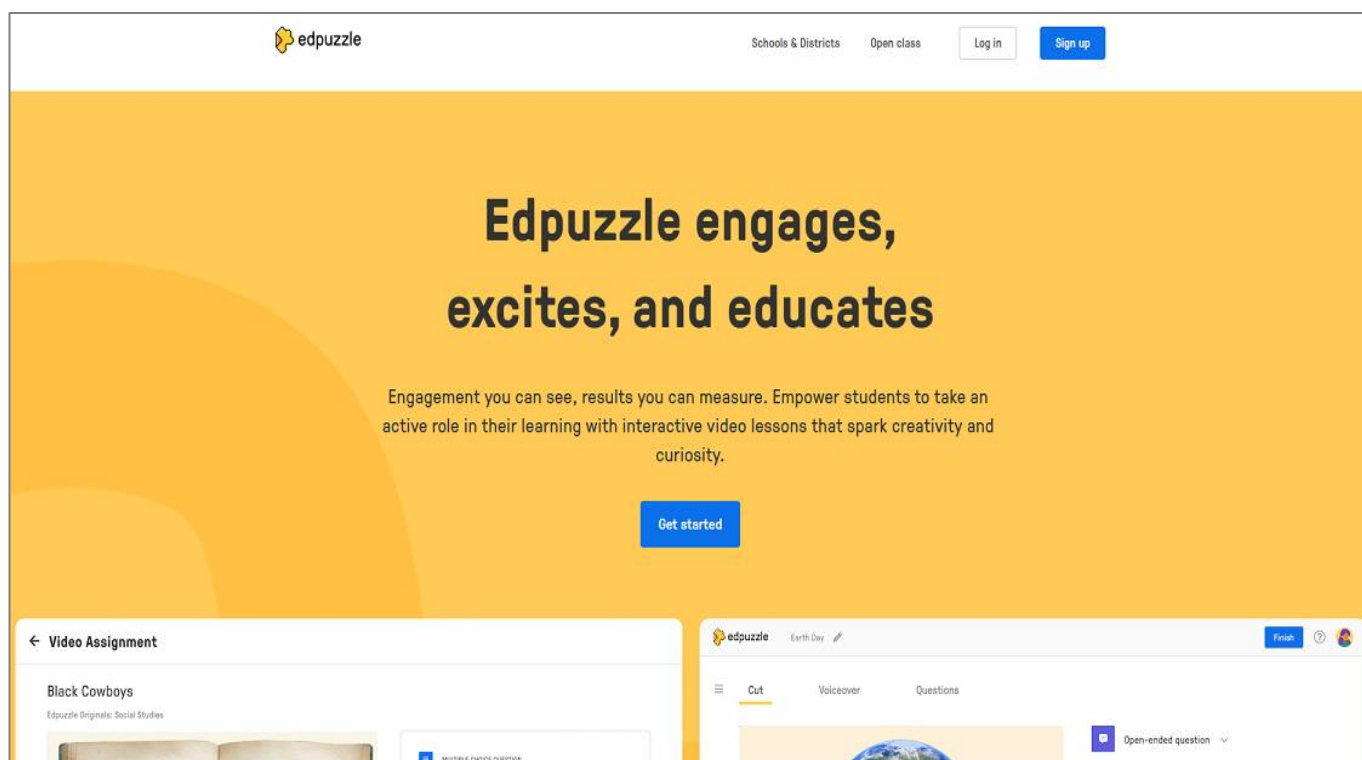 edpuzzle
Schools & Districts
Open class
Log in
Sign up
Edpuzzle engages,
excites, and educates
Engagement you can see, results you can measure. Empower students to take an
active role in their learning with interactive video lessons that spark creativity and
curiosity.
Get started
← Video Assignment
Black Cowboys
Edpuzzle Originals: Social Studies
MULTIPLE CHOICE QUESTION
edpuzzle
Earth Day
Finish
?
Cut
Voiceover
Questions
Open-ended question